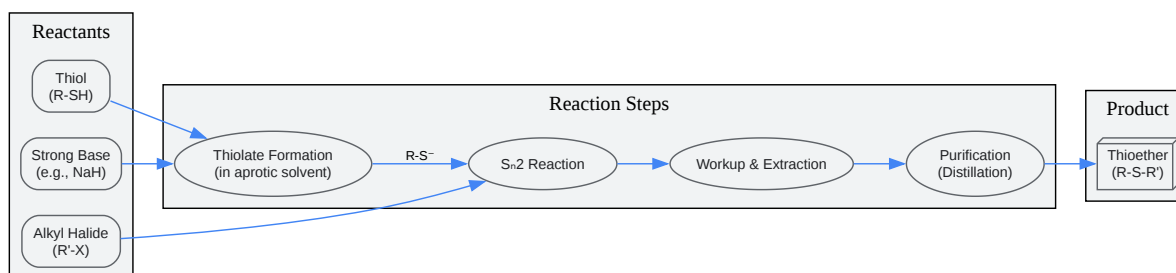 Reactants
Thiol
(R-SH)
Strong Base
(e.g., NaH)
Alkyl Halide
(R'-X)
Reaction Steps
Thiolate Formation
(in aprotic solvent)
R-S⁻
Sₙ2 Reaction
Workup & Extraction
Purification
(Distillation)
Product
Thioether
(R-S-R')